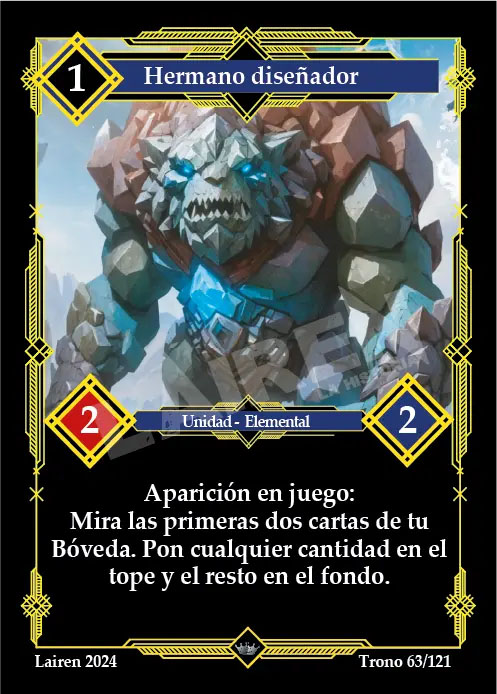 1
Hermano diseñador
2
Unidad - Elemental
2
Aparición en juego:
Mira las primeras dos cartas de tu
Bóveda. Pon cualquier cantidad en el
tope y el resto en el fondo.
Lairen 2024
Trono 63/121